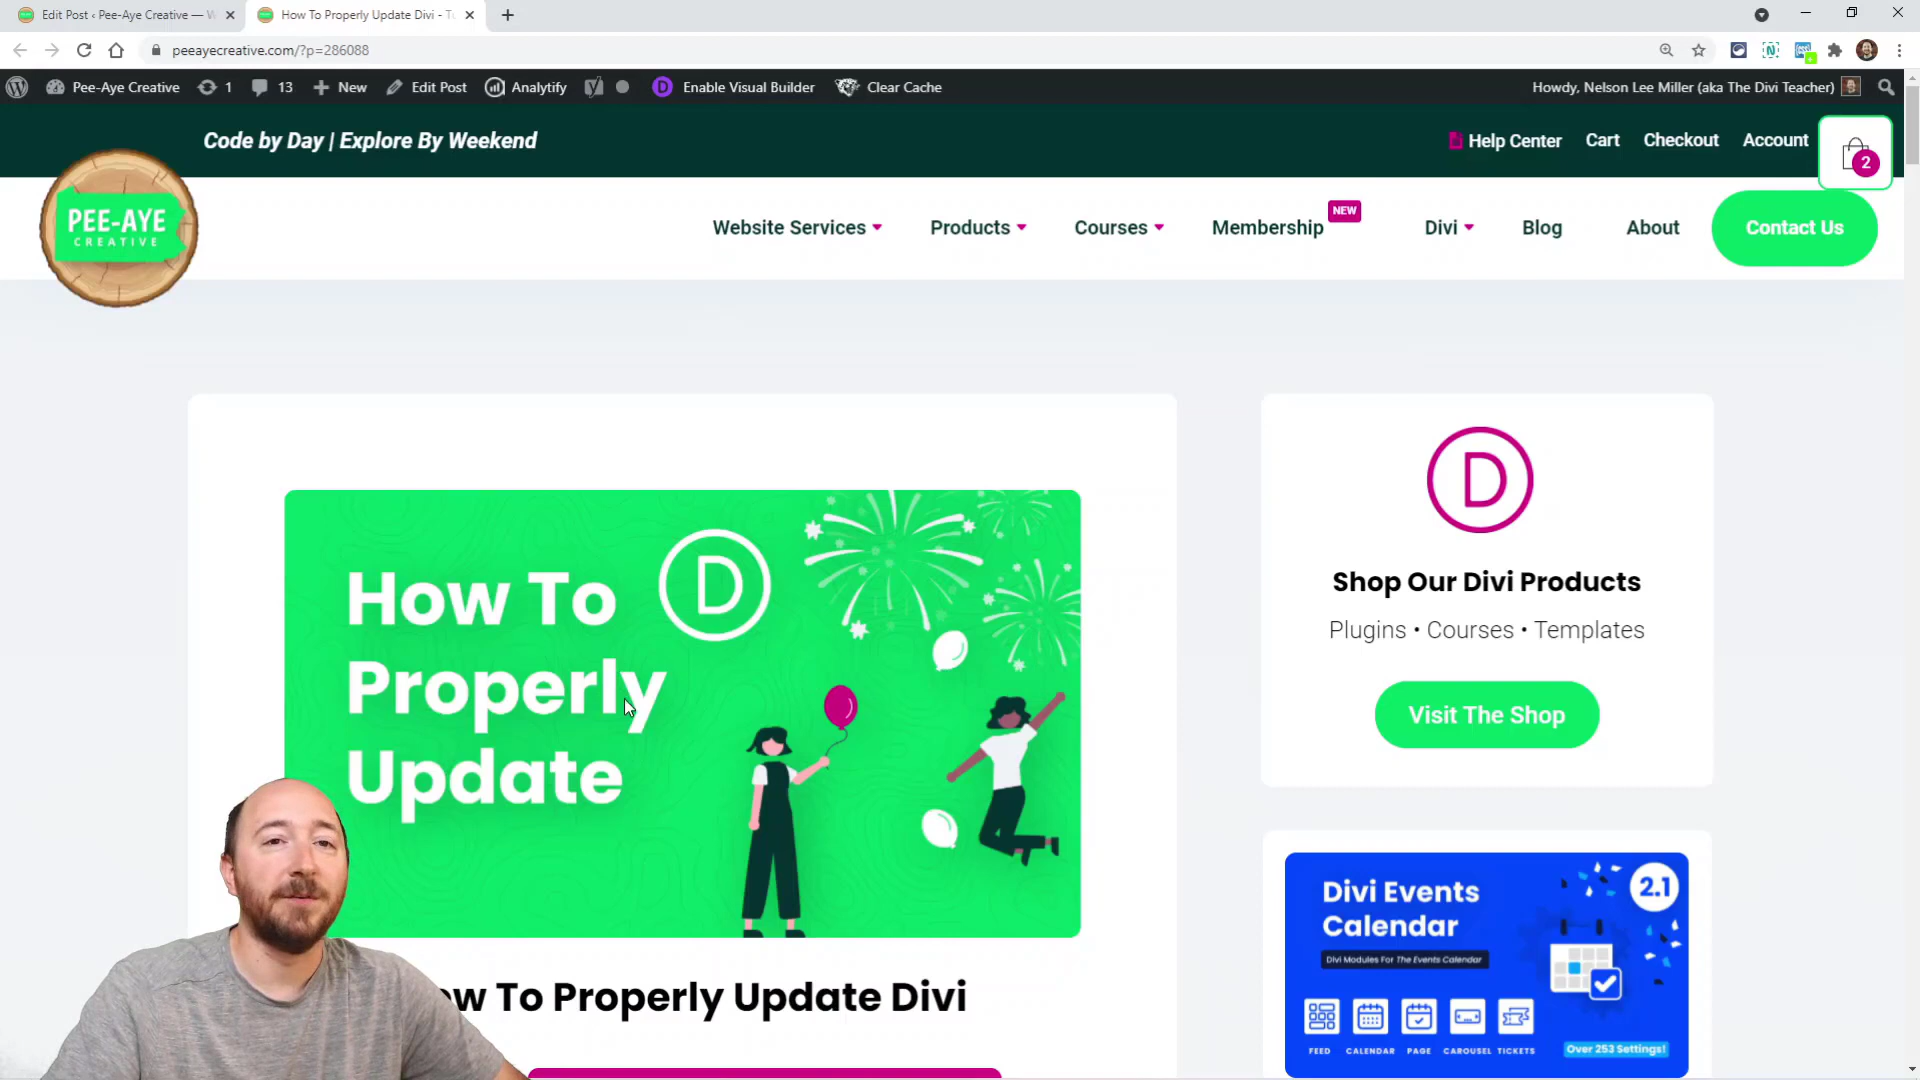 Edit Post ‹ Pee-Aye Creative — W
How To Properly Update Divi - Tu
peeayecreative.com/?p=286088
Pee-Aye Creative
1
13
New
Edit Post
Analytify
Enable Visual Builder
Clear Cache
Howdy, Nelson Lee Miller (aka The Divi Teacher)
Code by Day | Explore By Weekend
Help Center
Cart
Checkout
Account
2
PEE-AYE
CREATIVE
Website Services
Products
Courses
Membership
NEW
Divi
Blog
About
Contact Us
How To
Properly
Update
D
How To Properly Update Divi
D
Shop Our Divi Products
Plugins • Courses • Templates
Visit The Shop
Divi Events
Calendar
2.1
Divi Modules For The Events Calendar
FEED
CALENDAR
PAGE
CAROUSEL
TICKETS
Over 253 Settings!